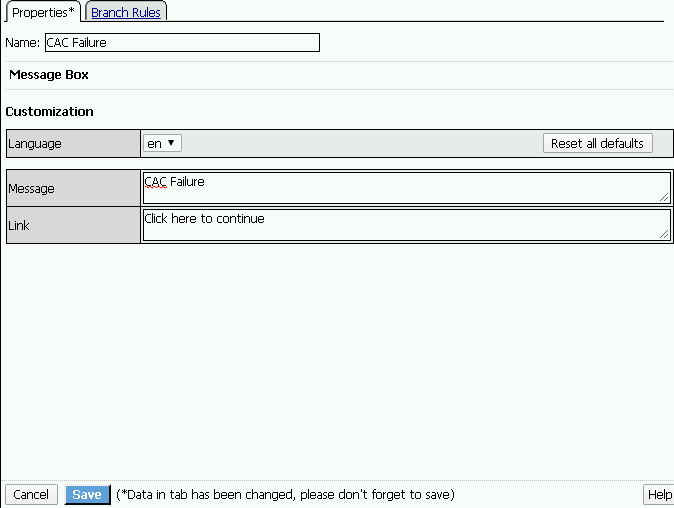 Properties* Branch Rules
Name: CAC Failure
Message Box
Customization
Language en ▼ Reset all defaults
Message CAC Failure
Link Click here to continue
Cancel Save (*Data in tab has been changed, please don't forget to save) Help